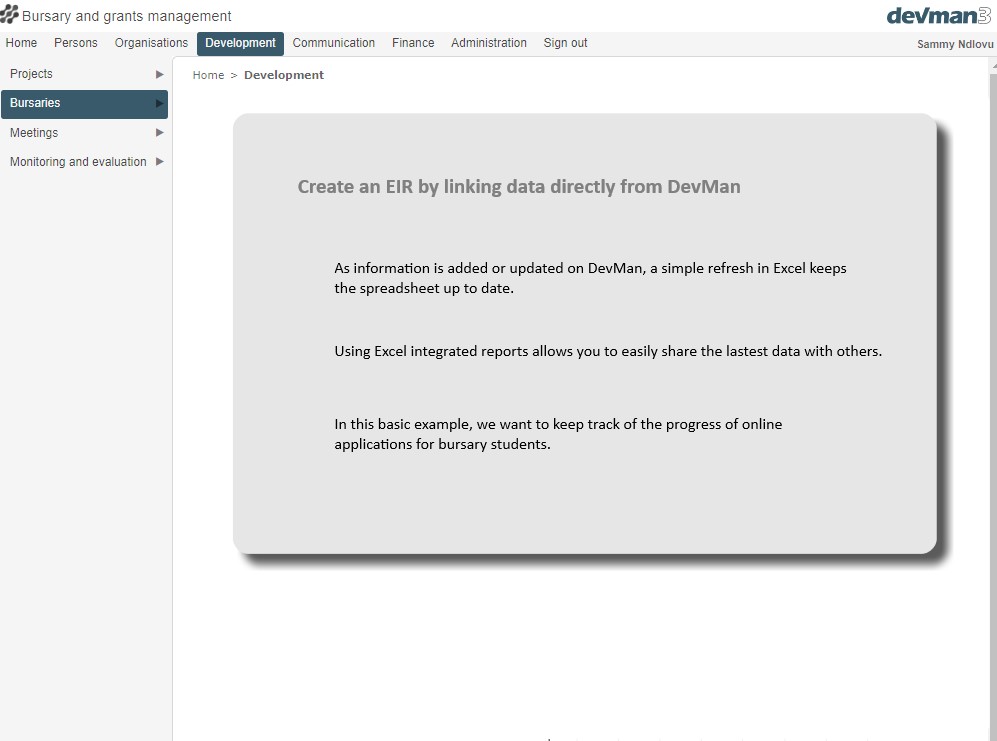 Bursary and grants management
devman3
Home Persons Organisations Development Communication Finance Administration Sign out
Sammy Ndlovu
Projects
Bursaries
Meetings
Monitoring and evaluation
Home > Development
Create an EIR by linking data directly from DevMan
As information is added or updated on DevMan, a simple refresh in Excel keeps
the spreadsheet up to date.
Using Excel integrated reports allows you to easily share the lastest data with others.
In this basic example, we want to keep track of the progress of online
applications for bursary students.